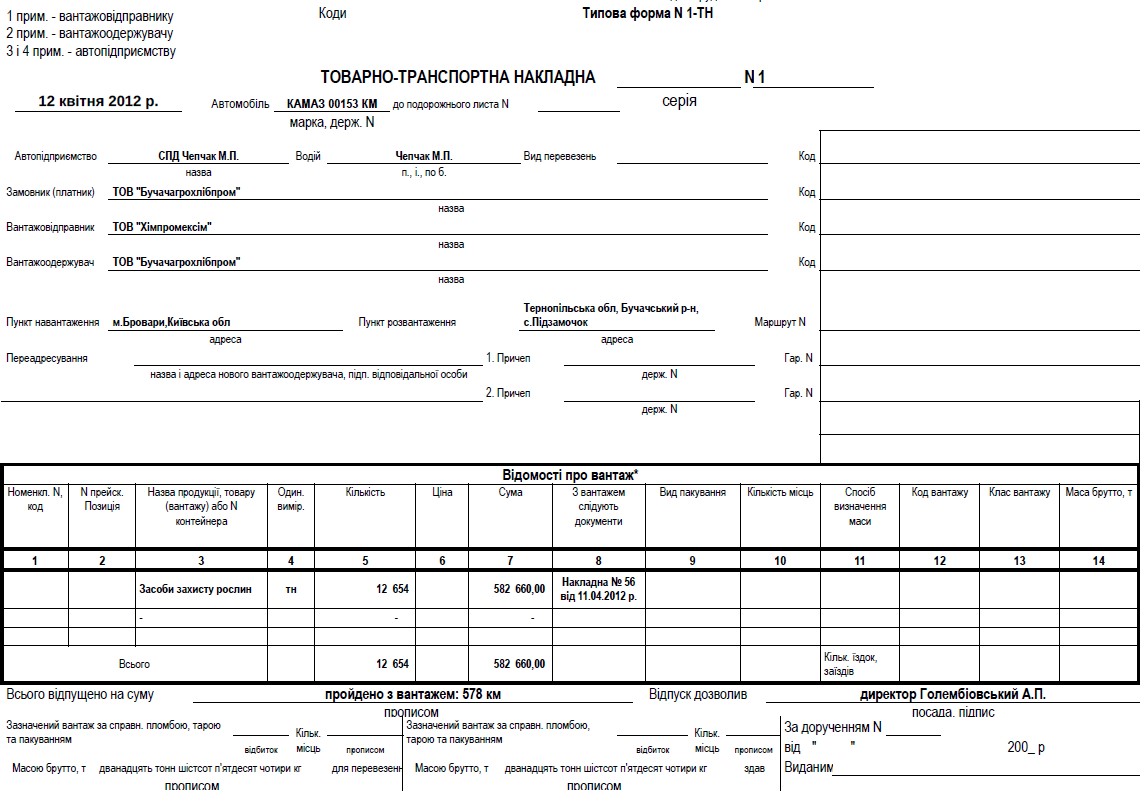 1 прим. - вантажовідправнику
Коди
Типова форма N 1-ТН
2 прим. - вантажоодержувачу
3 і 4 прим. - автопідприємству
ТОВАРНО-ТРАНСПОРТНА НАКЛАДНА N 1
12 квітня 2012 р. Автомобіль КАМАЗ 00153 КМ до подорожнього листа N серія
марка, держ. N
Автопідприємство СПД Чепчак М.П. Водій Чепчак М.П. Вид перевезень Код
назва п., і., по б.
Замовник (платник) ТОВ "Бучачагрохлібпром" Код
назва
Вантажовідправник ТОВ "Хімпромексім" Код
назва
Вантажоодержувач ТОВ "Бучачагрохлібпром" Код
назва
Тернопільська обл, Бучачський р-н,
Пункт навантаження м.Бровари,Київська обл Пункт розвантаження с.Підзамочок Маршрут N
адреса адреса
Переадресування 1. Причеп Гар. N
назва і адреса нового вантажоодержувача, підп. відповідальної особи держ. N
2. Причеп Гар. N
держ. N
Відомості про вантаж*
Номенкл. N, код
N прейск. Позиція
Назва продукції, товару (вантажу) або N контейнера
Один. вимір.
Кількість
Ціна
Сума
З вантажем слідують документи
Вид пакування
Кількість місць
Спосіб визначення маси
Код вантажу
Клас вантажу
Маса брутто, т
1 2 3 4 5 6 7 8 9 10 11 12 13 14
Засоби захисту рослин тн 12 654 582 660,00 Накладна № 56 від 11.04.2012 р.
- - -
Всього 12 654 582 660,00 Кільк. їздок, заїздів
Всього відпущено на суму пройдено з вантажем: 578 км Відпуск дозволив директор Голембіовський А.П.
прописом посада, підпис
Зазначений вантаж за справн. пломбою, тарою та пакуванням
відбиток
Кільк. місць
прописом
Зазначений вантаж за справн. пломбою, тарою та пакуванням
відбиток
Кільк. місць
прописом
За дорученням N
від " " 200_ р
Виданим
Масою брутто, т дванадцять тонн шістсот п'ятдесят чотири кг для перевезенн
прописом
Масою брутто, т дванадцять тонн шістсот п'ятдесят чотири кг здав
прописом